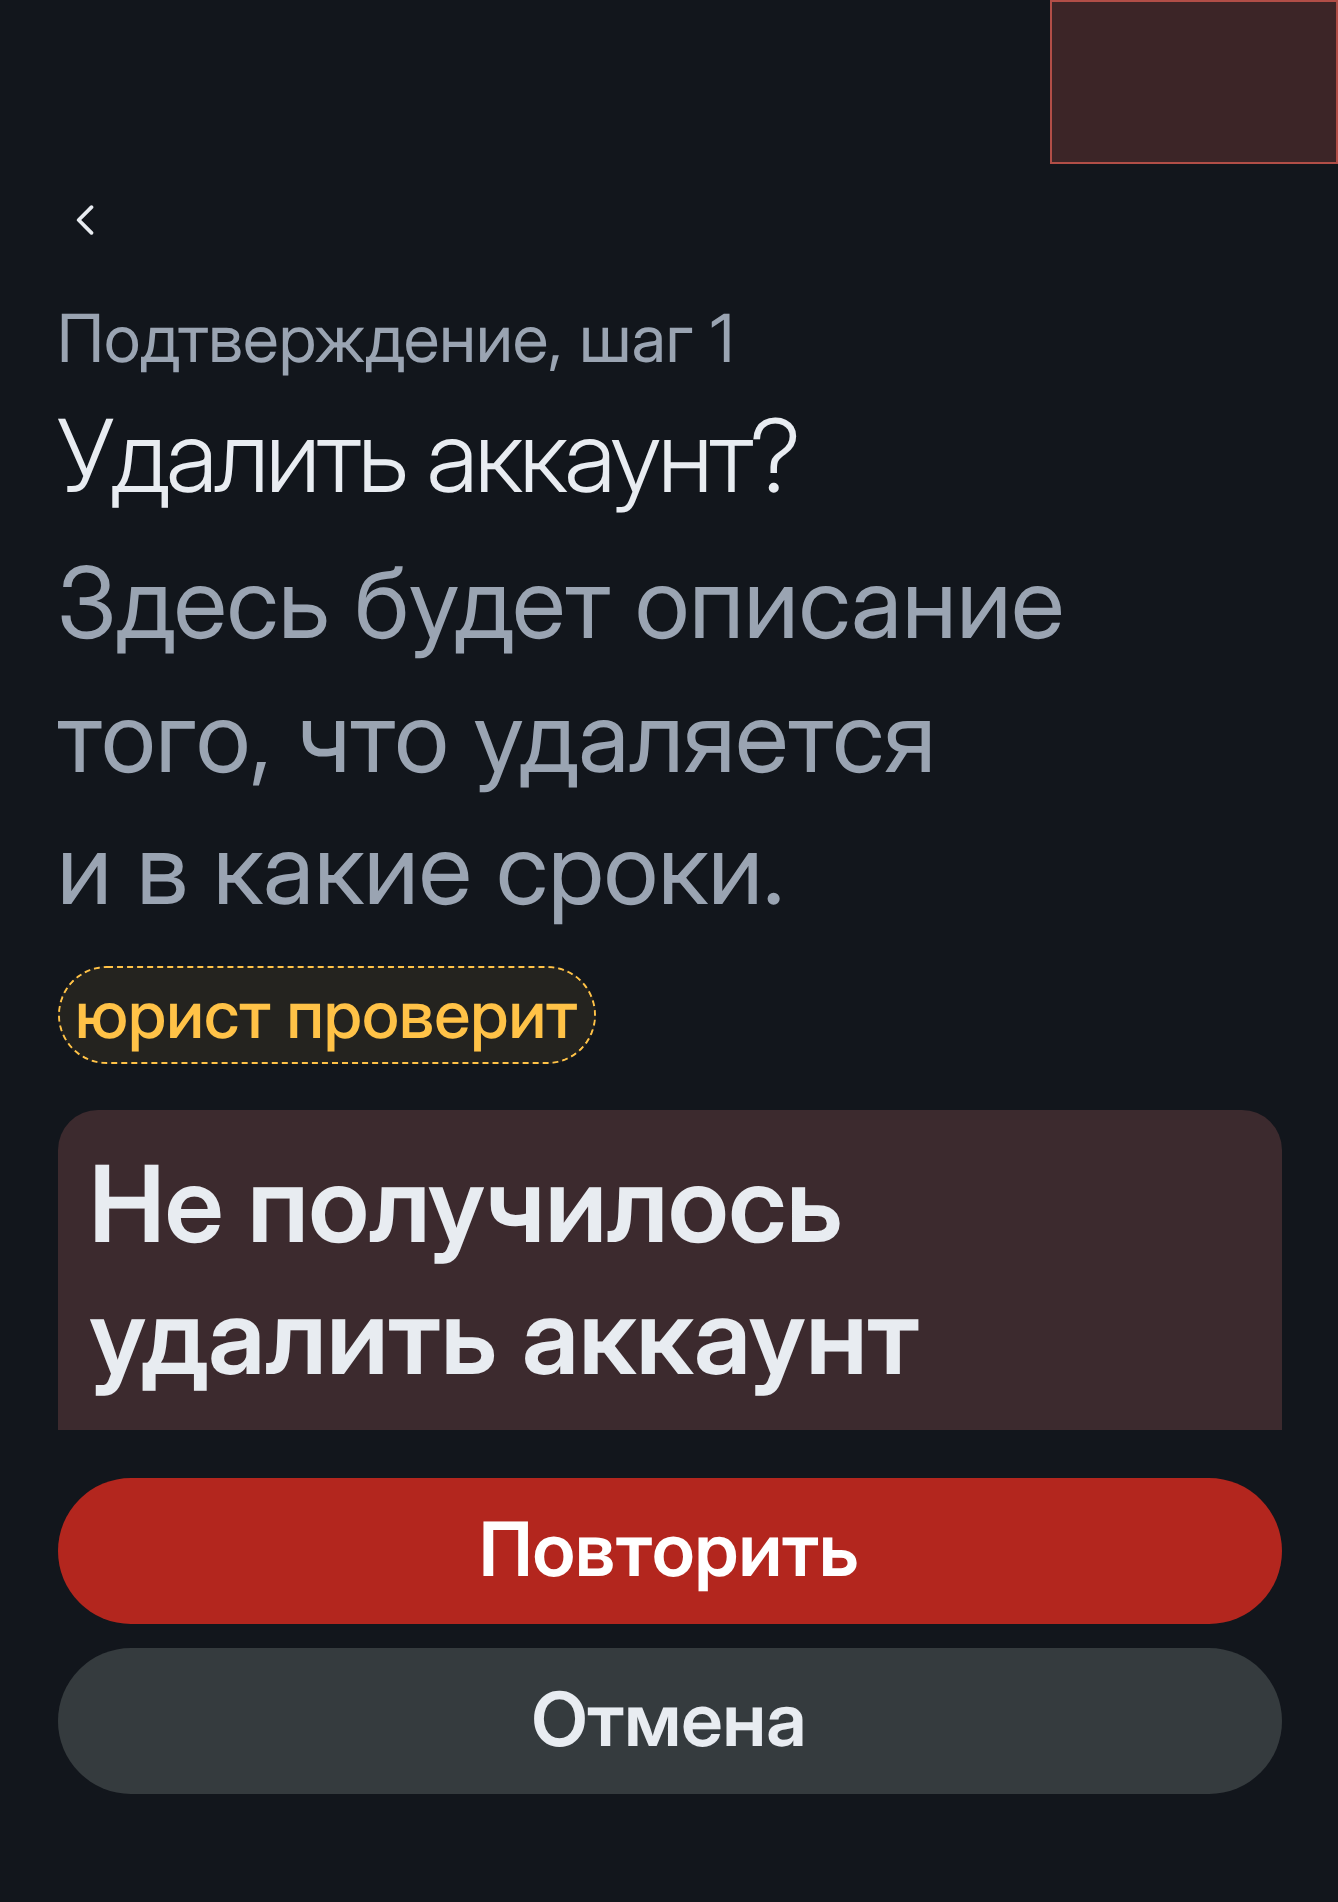 Подтверждение, шаг 1
Удалить аккаунт?
Здесь будет описание
того, что удаляется
и в какие сроки.
юрист проверит
Не получилось
удалить аккаунт
Повторить
Отмена